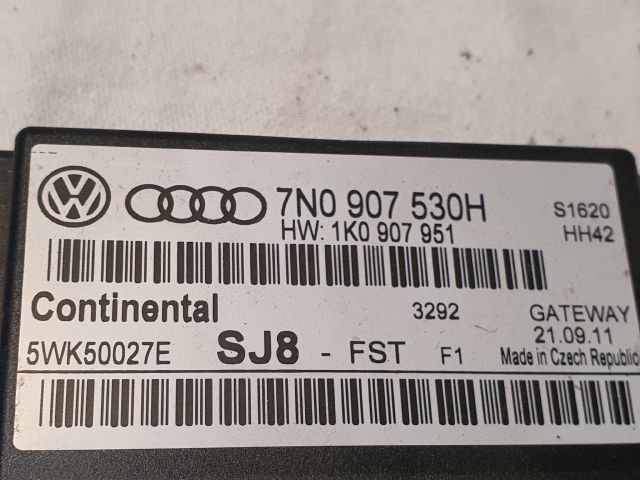 7N0 907 530H S1620
HW: 1K0 907 951 HH42
Continental 3292 GATEWAY
21.09.11
5WK50027E SJ8 - FST F1 Made in Czech Republic